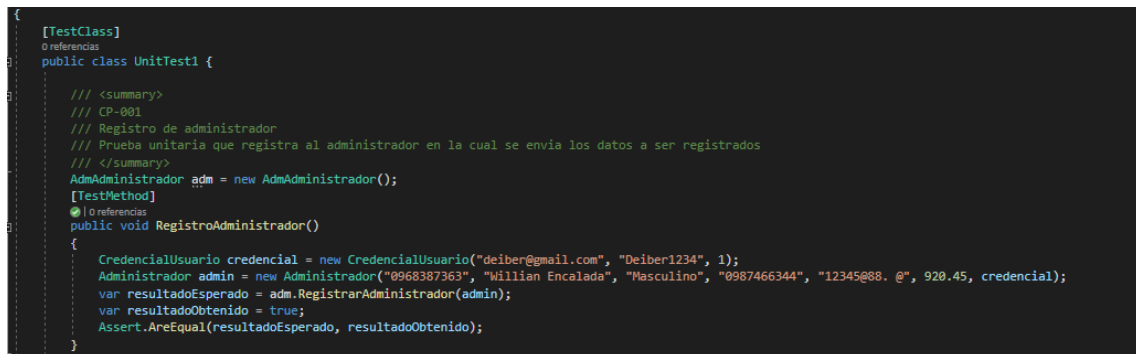 {
[TestClass]
0 referencias
public class UnitTest1 {
/// <summary>
/// CP-001
/// Registro de administrador
/// Prueba unitaria que registra al administrador en la cual se envia los datos a ser registrados
/// </summary>
AdmAdministrador adm = new AdmAdministrador();
[TestMethod]
| 0 referencias
public void RegistroAdministrador()
{
CredencialUsuario credencial = new CredencialUsuario("deiber@gmail.com", "Deiber1234", 1);
Administrador admin = new Administrador("0968387363", "Willian Encalada", "Masculino", "0987466344", "12345@88. @", 920.45, credencial);
var resultadoEsperado = adm.RegistrarAdministrador(admin);
var resultadoObtenido = true;
Assert.AreEqual(resultadoEsperado, resultadoObtenido);
}